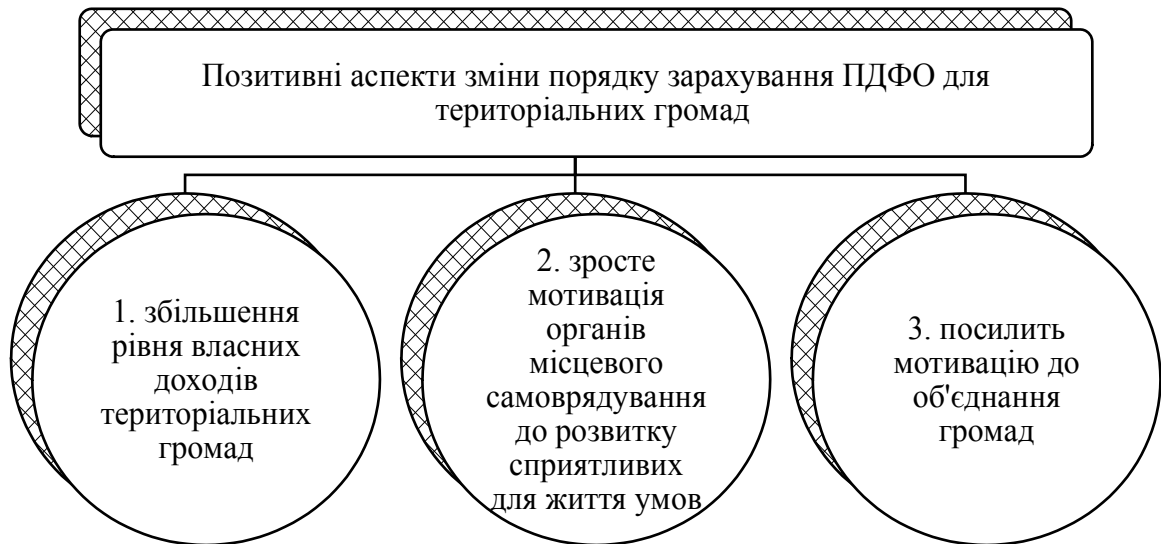 Позитивні аспекти зміни порядку зарахування ПДФО для
територіальних громад
1. збільшення
рівня власних
доходів
територіальних
громад
2. зросте
мотивація
органів
місцевого
самоврядування
до розвитку
сприятливих
для життя умов
3. посилить
мотивацію до
об'єднання
громад